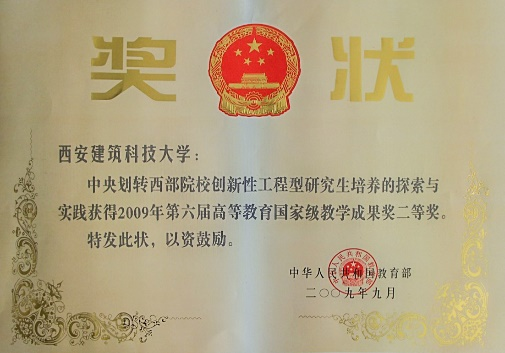 奖状
西安建筑科技大学：
中央划转西部院校创新性工程型研究生培养的探索与
实践获得2009年第六届高等教育国家级教学成果奖二等奖。
特发此状，以资鼓励。
中华人民共和国教育部
二〇〇九年九月